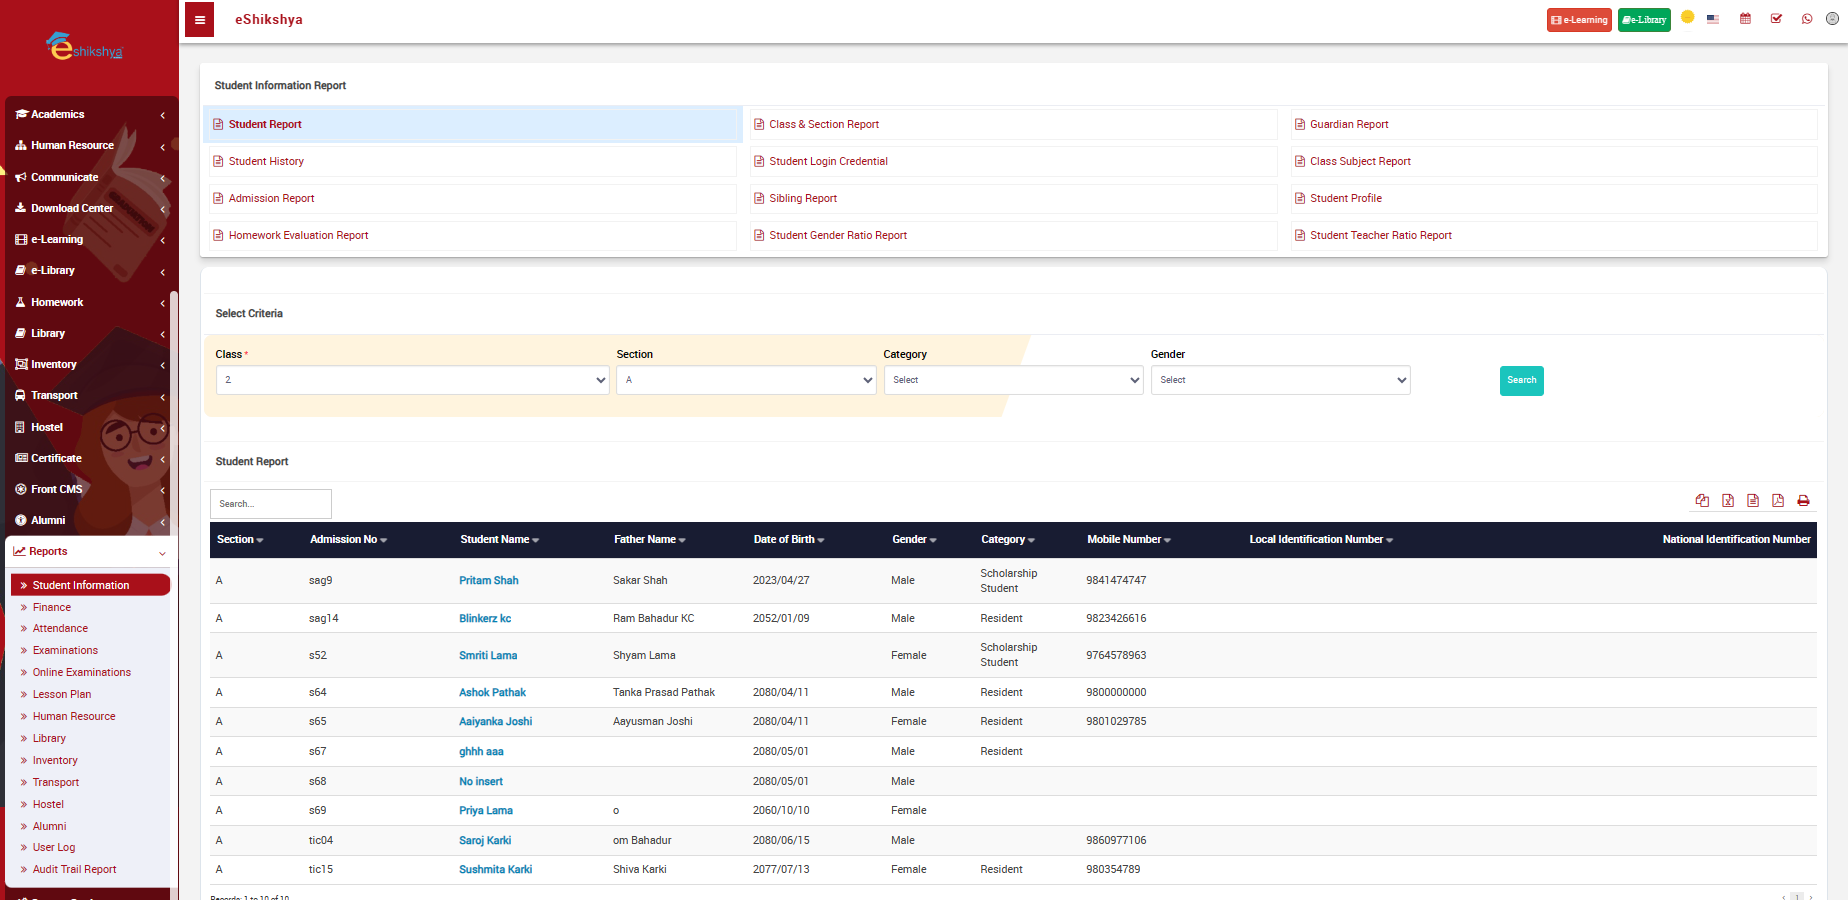 eshikshya
eShikshya
e-Learning
e-Library
Academics
Human Resource
Communicate
Download Center
e-Learning
e-Library
Homework
Library
Inventory
Transport
Hostel
Certificate
Front CMS
Alumni
Reports
Student Information
Finance
Attendance
Examinations
Online Examinations
Lesson Plan
Human Resource
Library
Inventory
Transport
Hostel
Alumni
User Log
Audit Trail Report
Student Information Report
Student Report Class & Section Report Guardian Report
Student History Student Login Credential Class Subject Report
Admission Report Sibling Report Student Profile
Homework Evaluation Report Student Gender Ratio Report Student Teacher Ratio Report
Select Criteria
Class * Section Category Gender
2 A Select Select Search
Student Report
Search...
Section Admission No Student Name Father Name Date of Birth Gender Category Mobile Number Local Identification Number National Identification Number
A sag9 Pritam Shah Sakar Shah 2023/04/27 Male Scholarship Student 9841474747
A sag14 Blinkerz kc Ram Bahadur KC 2052/01/09 Male Resident 9823426616
A s52 Smriti Lama Shyam Lama Female Scholarship Student 9764578963
A s64 Ashok Pathak Tanka Prasad Pathak 2080/04/11 Male Resident 9800000000
A s65 Aaiyanka Joshi Aayusman Joshi 2080/04/11 Female Resident 9801029785
A s67 ghhh aaa 2080/05/01 Male Resident
A s68 No insert 2080/05/01 Male
A s69 Priya Lama o 2060/10/10 Female
A tic04 Saroj Karki om Bahadur 2080/06/15 Male 9860977106
A tic15 Sushmita Karki Shiva Karki 2077/07/13 Female Resident 980354789
Records: 1 to 10 of 10 1